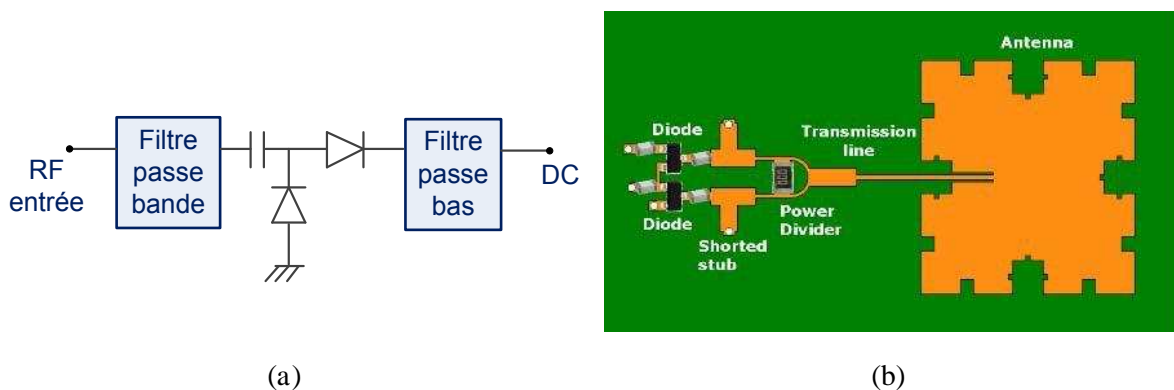 RF
entrée
Filtre
passe
bande
Filtre
passe
bas
DC
(a)
Antenna
Diode
Transmission
line
Diode
Power
Divider
Shorted
stub
(b)